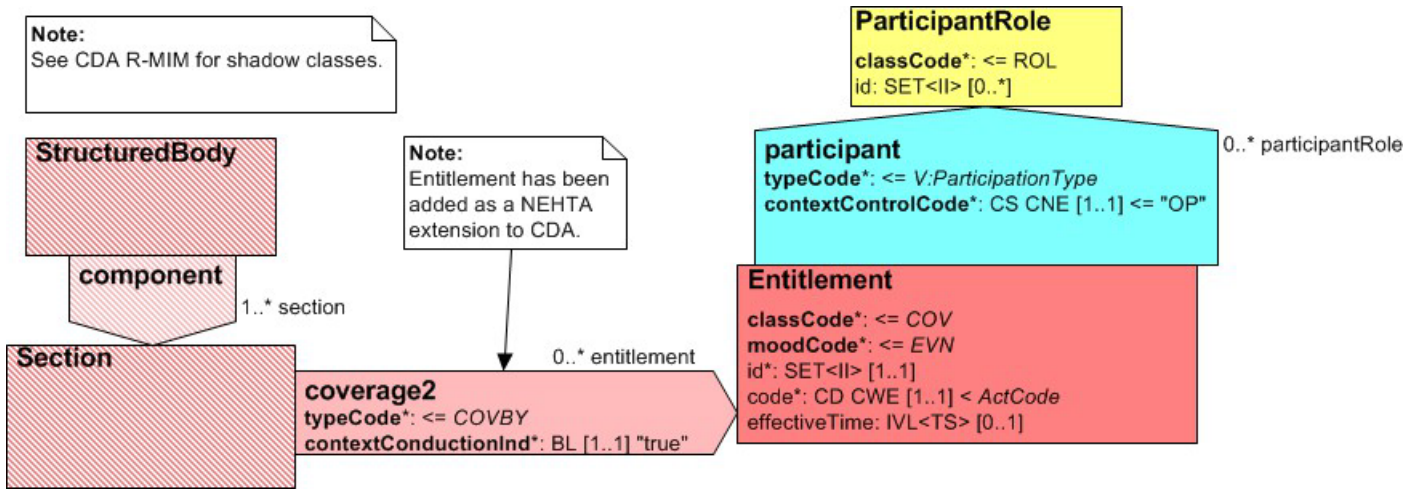 Note:
See CDA R-MIM for shadow classes.
ParticipantRole
classCode*: <= ROL
id: SET<II> [0..*]
StructuredBody
Note:
Entitlement has been
added as a NEHTA
extension to CDA.
participant
typeCode*: <= V:ParticipationType
contextControlCode*: CS CNE [1..1] <= "OP"
0..* participantRole
component
1..* section
Entitlement
classCode*: <= COV
moodCode*: <= EVN
id*: SET<II> [1..1]
code*: CD CWE [1..1] < ActCode
effectiveTime: IVL<TS> [0..1]
Section
0..* entitlement
coverage2
typeCode*: <= COVBY
contextConductionInd*: BL [1..1] "true"